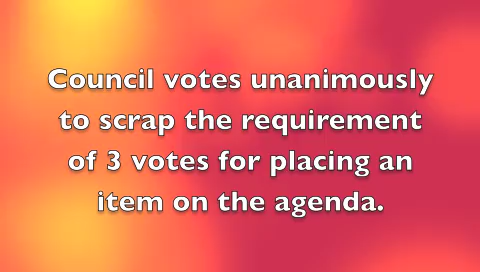 Council votes unanimously
to scrap the requirement
of 3 votes for placing an
item on the agenda.